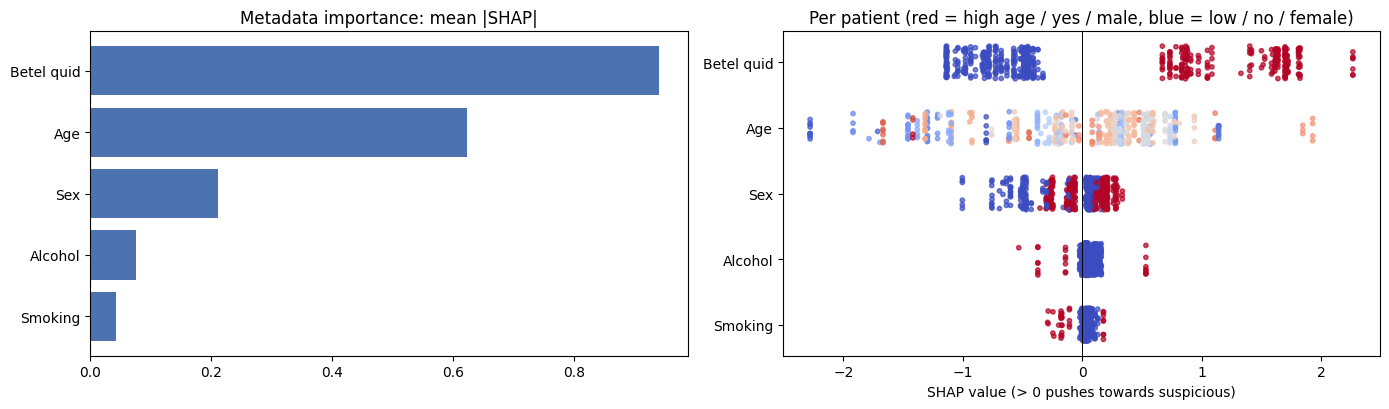 Metadata importance: mean |SHAP|
Betel quid
Age
Sex
Alcohol
Smoking
0.0 0.2 0.4 0.6 0.8
Per patient (red = high age / yes / male, blue = low / no / female)
Betel quid
Age
Sex
Alcohol
Smoking
−2 −1 0 1 2
SHAP value (> 0 pushes towards suspicious)